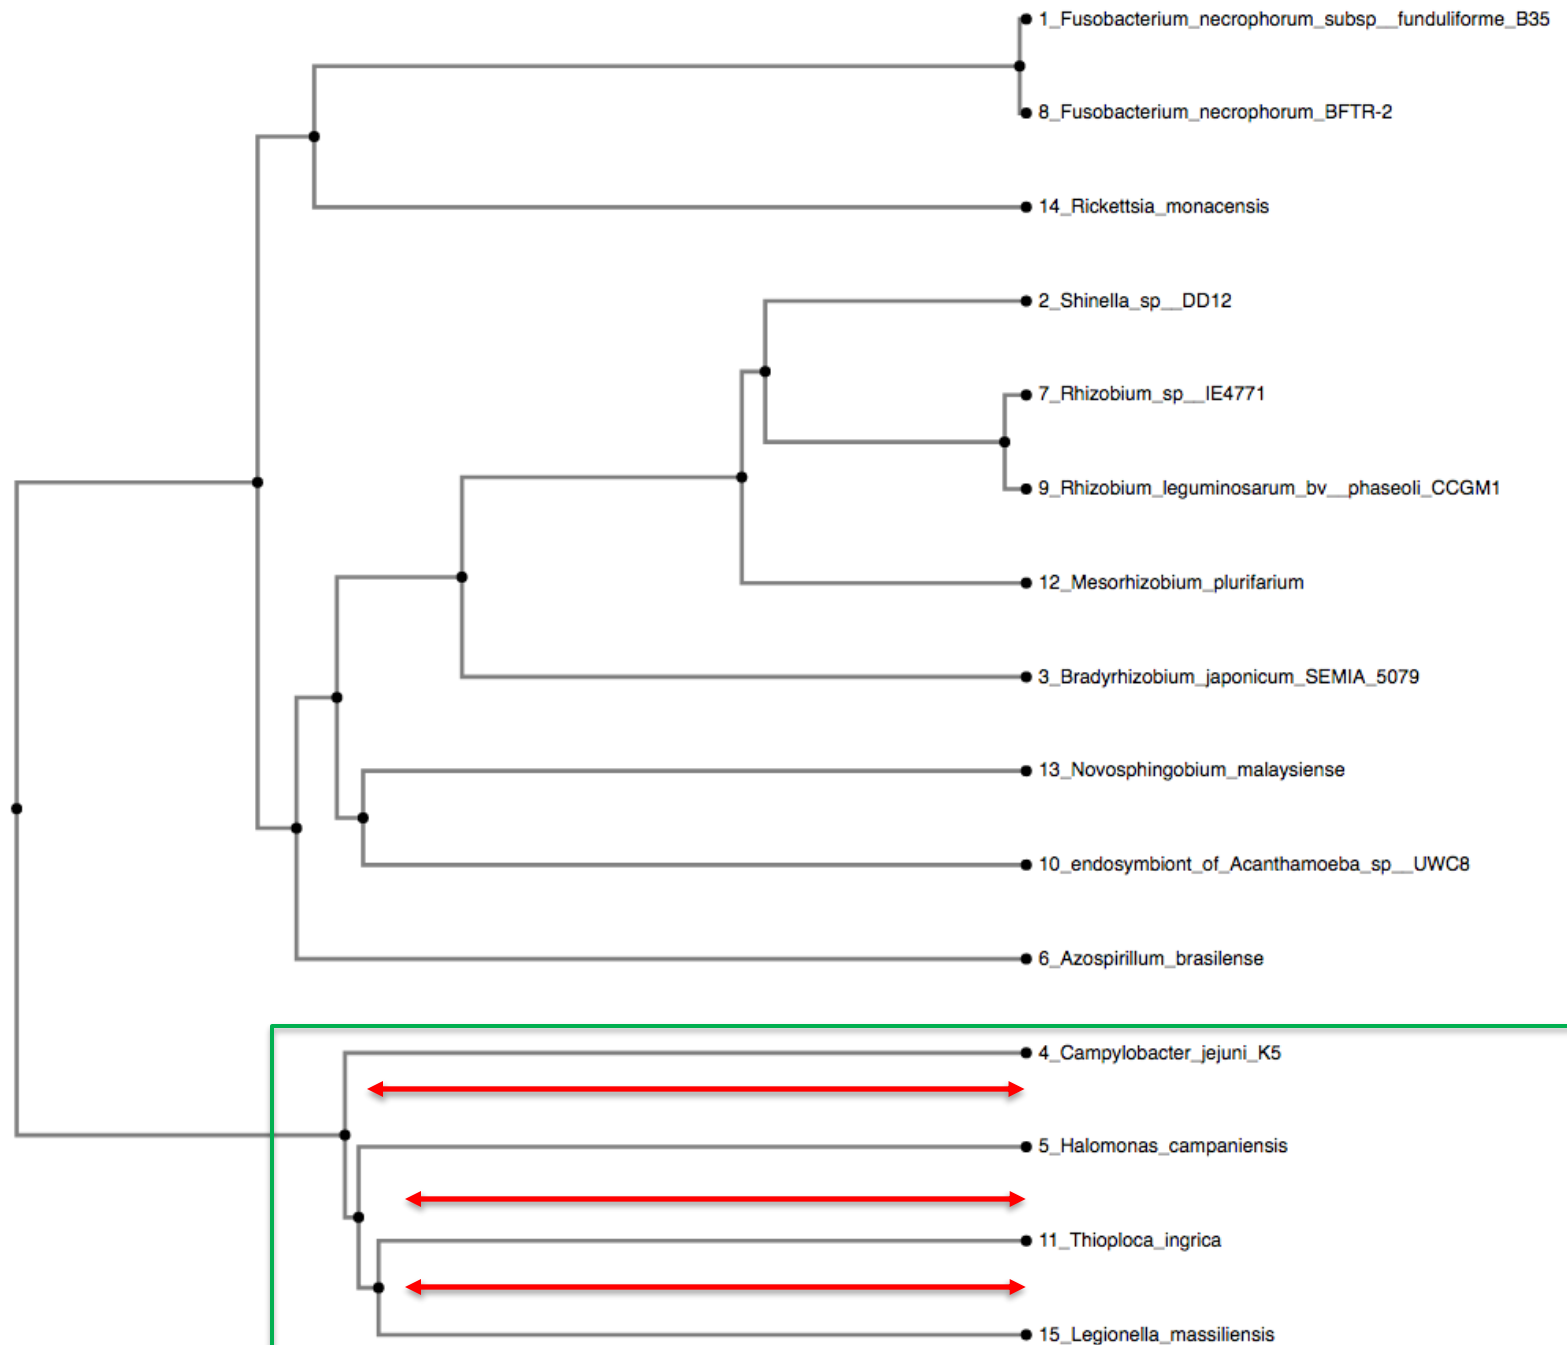 1_Fusobacterium_necrophorum_subsp__funduliforme_B35
8_Fusobacterium_necrophorum_BFTR-2
14_Rickettsia_monacensis
2_Shinella_sp__DD12
7_Rhizobium_sp__IE4771
9_Rhizobium_leguminosarum_bv__phaseoli_CCGM1
12_Mesorhizobium_plurifarium
3_Bradyrhizobium_japonicum_SEMIA_5079
13_Novosphingobium_malaysiense
10_endosymbiont_of_Acanthamoeba_sp__UWC8
6_Azospirillum_brasilense
4_Campylobacter_jejuni_K5
5_Halomonas_campaniensis
11_Thioploca_ingrica
15_Legionella_massiliensis